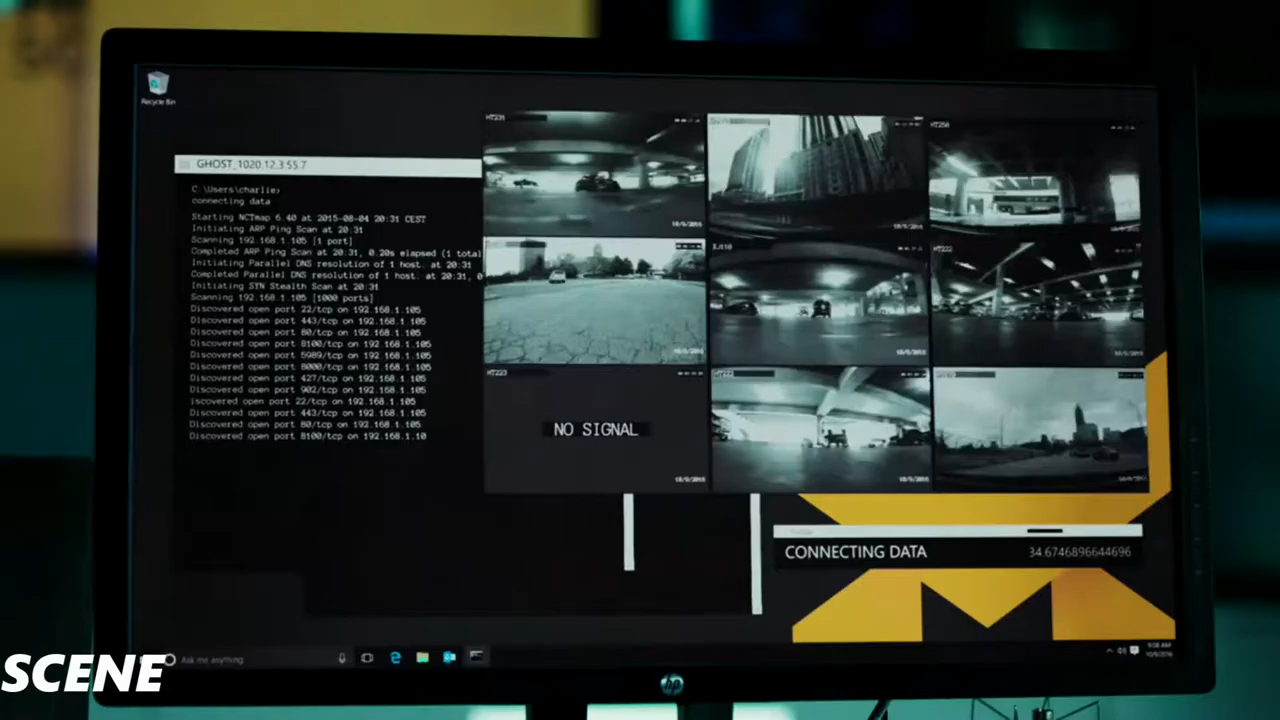 Recycle Bin
GHOST_1020.12.3.55.7
C:\Users\charlie>
connecting data
Starting NCTmap 6.40 at 2015-08-04 20:31 CEST
Initiating ARP Ping Scan at 20:31
Scanning 192.168.1.105 [1 port]
Completed ARP Ping Scan at 20:31, 0.20s elapsed (1 total
Initiating Parallel DNS resolution of 1 host. at 20:31
Completed Parallel DNS resolution of 1 host. at 20:31, 0
Initiating SYN Stealth Scan at 20:31
Scanning 192.168.1.105 [1000 ports]
Discovered open port 22/tcp on 192.168.1.105
Discovered open port 443/tcp on 192.168.1.105
Discovered open port 80/tcp on 192.168.1.105
Discovered open port 8100/tcp on 192.168.1.105
Discovered open port 5989/tcp on 192.168.1.105
Discovered open port 8000/tcp on 192.168.1.105
Discovered open port 427/tcp on 192.168.1.105
Discovered open port 902/tcp on 192.168.1.105
iscovered open port 22/tcp on 192.168.1.105
Discovered open port 443/tcp on 192.168.1.105
Discovered open port 80/tcp on 192.168.1.105
Discovered open port 8100/tcp on 192.168.1.10
HT223
NO SIGNAL
CONNECTING DATA 34.6746896644696
Ask me anything
9:08 AM
10/9/2016
hp
SCENE